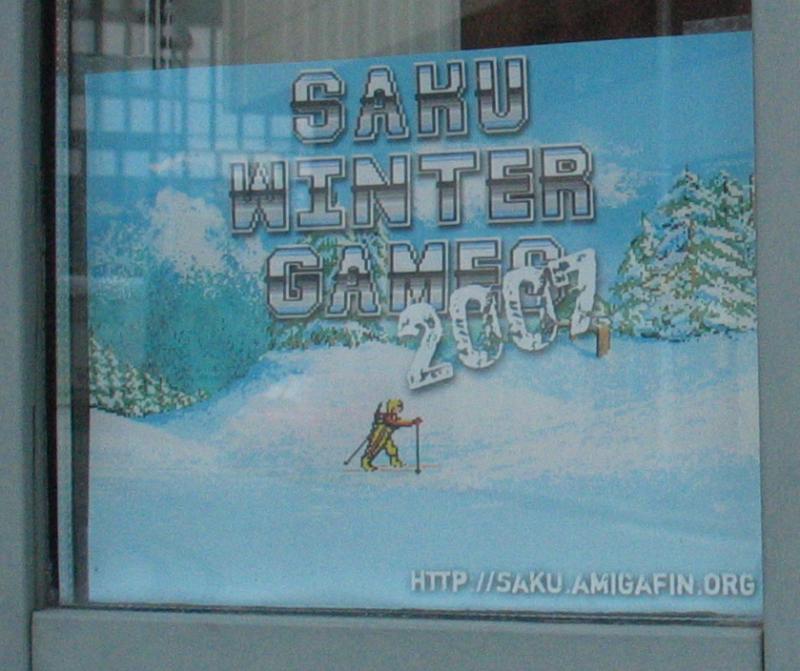 SAKU
WINTER
GAMES
2007
HTTP://SAKU.AMIGAFIN.ORG